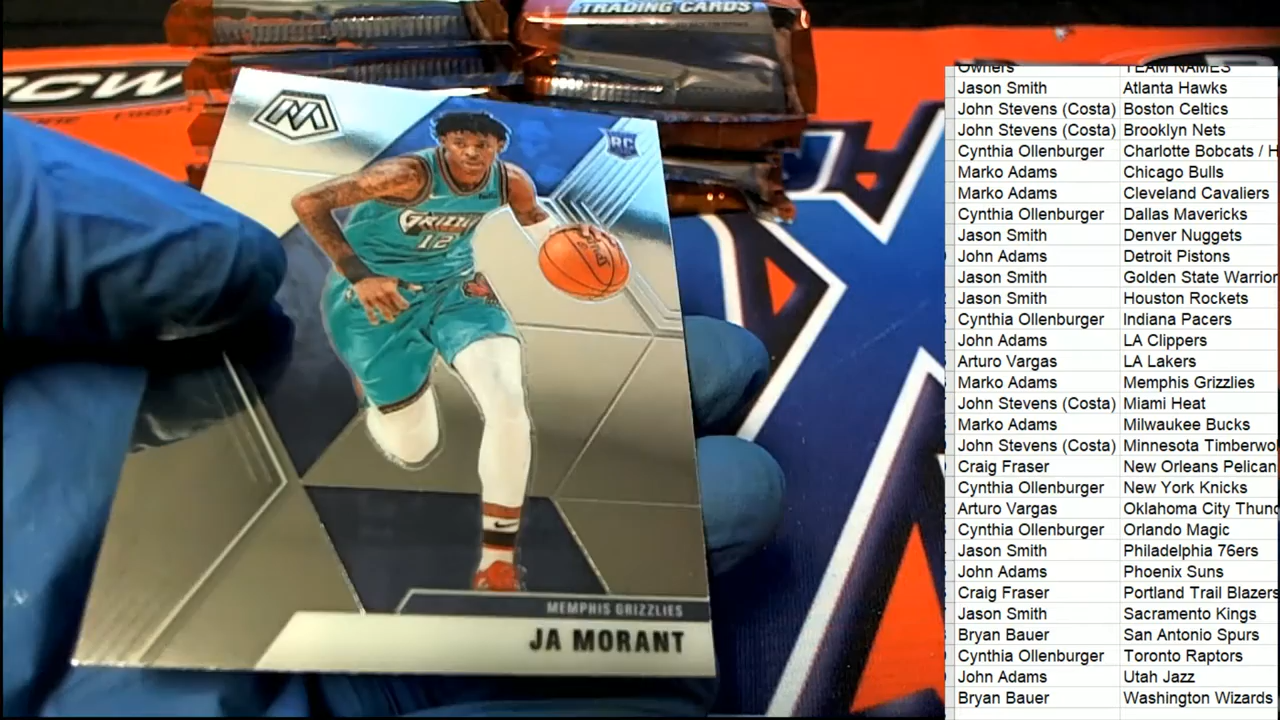 TRADING CARDS
CW
M
RC
GRIZZLIES
12
MEMPHIS GRIZZLIES
JA MORANT
Owners TEAM NAMES
Jason Smith Atlanta Hawks
John Stevens (Costa) Boston Celtics
John Stevens (Costa) Brooklyn Nets
Cynthia Ollenburger Charlotte Bobcats / H
Marko Adams Chicago Bulls
Marko Adams Cleveland Cavaliers
Cynthia Ollenburger Dallas Mavericks
Jason Smith Denver Nuggets
John Adams Detroit Pistons
Jason Smith Golden State Warrior
Jason Smith Houston Rockets
Cynthia Ollenburger Indiana Pacers
John Adams LA Clippers
Arturo Vargas LA Lakers
Marko Adams Memphis Grizzlies
John Stevens (Costa) Miami Heat
Marko Adams Milwaukee Bucks
John Stevens (Costa) Minnesota Timberwo
Craig Fraser New Orleans Pelican
Cynthia Ollenburger New York Knicks
Arturo Vargas Oklahoma City Thund
Cynthia Ollenburger Orlando Magic
Jason Smith Philadelphia 76ers
John Adams Phoenix Suns
Craig Fraser Portland Trail Blazers
Jason Smith Sacramento Kings
Bryan Bauer San Antonio Spurs
Cynthia Ollenburger Toronto Raptors
John Adams Utah Jazz
Bryan Bauer Washington Wizards